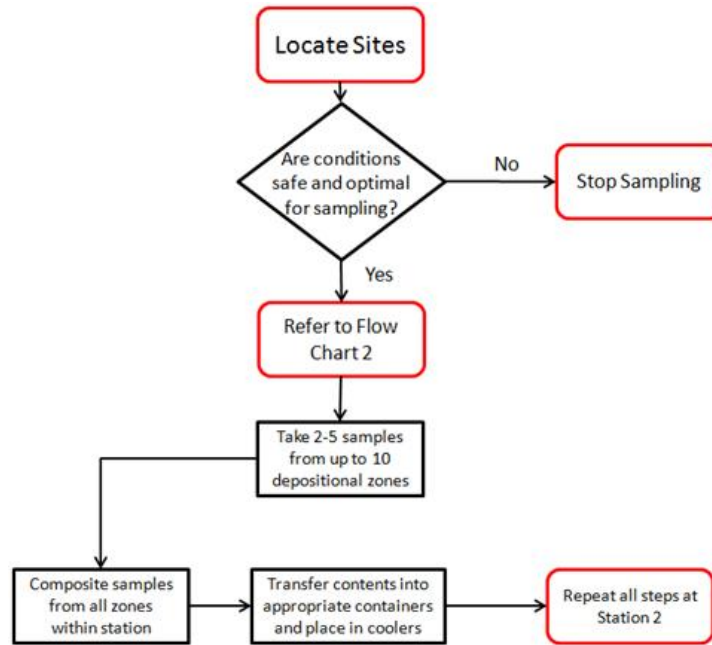 Locate Sites
Are conditions
safe and optimal
for sampling?
No
Stop Sampling
Yes
Refer to Flow
Chart 2
Take 2-5 samples
from up to 10
depositional zones
Composite samples
from all zones
within station
Transfer contents into
appropriate containers
and place in coolers
Repeat all steps at
Station 2